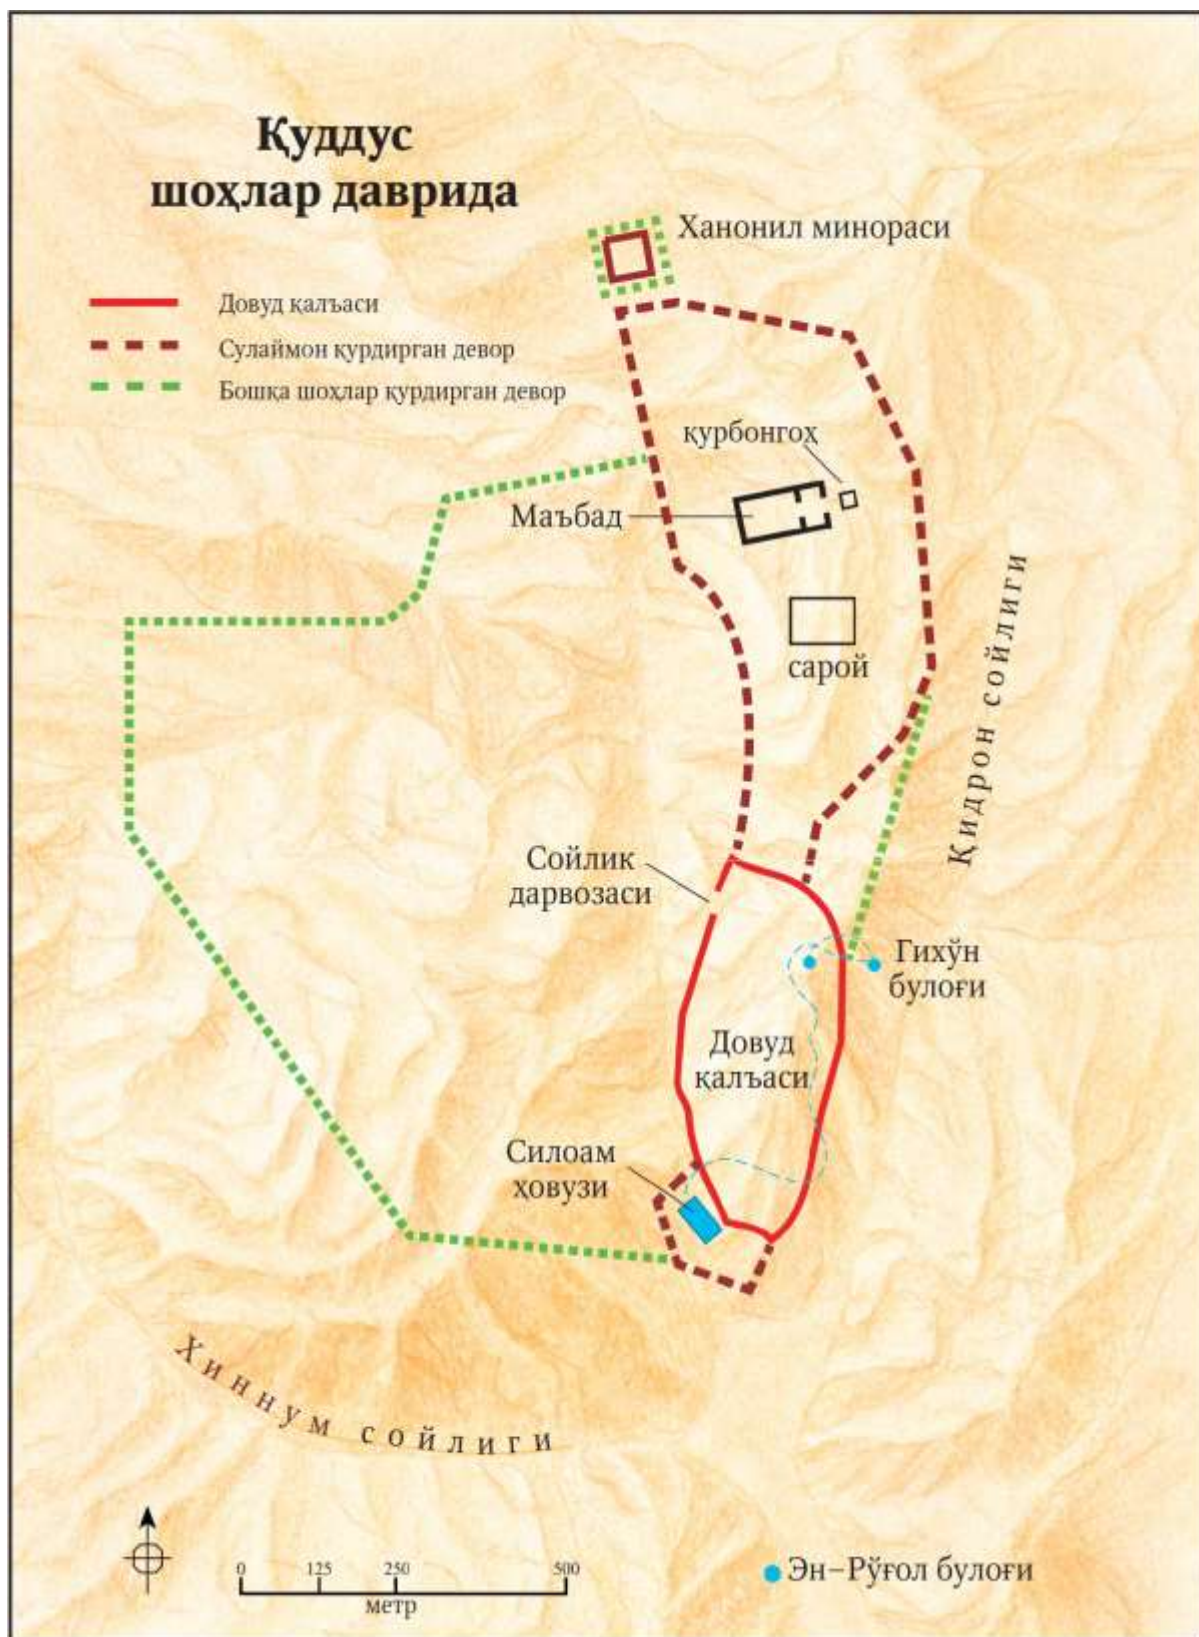 Қуддус
шоҳлар даврида
Ханонил минораси
Довуд қалъаси
Сулаймон қурдирган девор
Бошқа шоҳлар қурдирган девор
қурбонгоҳ
Маъбад
сарой
Қидрон сойлиги
Сойлик
дарвозаси
Гихўн
булоғи
Довуд
қалъаси
Силоам
ҳовузи
Хиннум сойлиги
0 125 250 500
метр
Эн–Рўғол булоғи